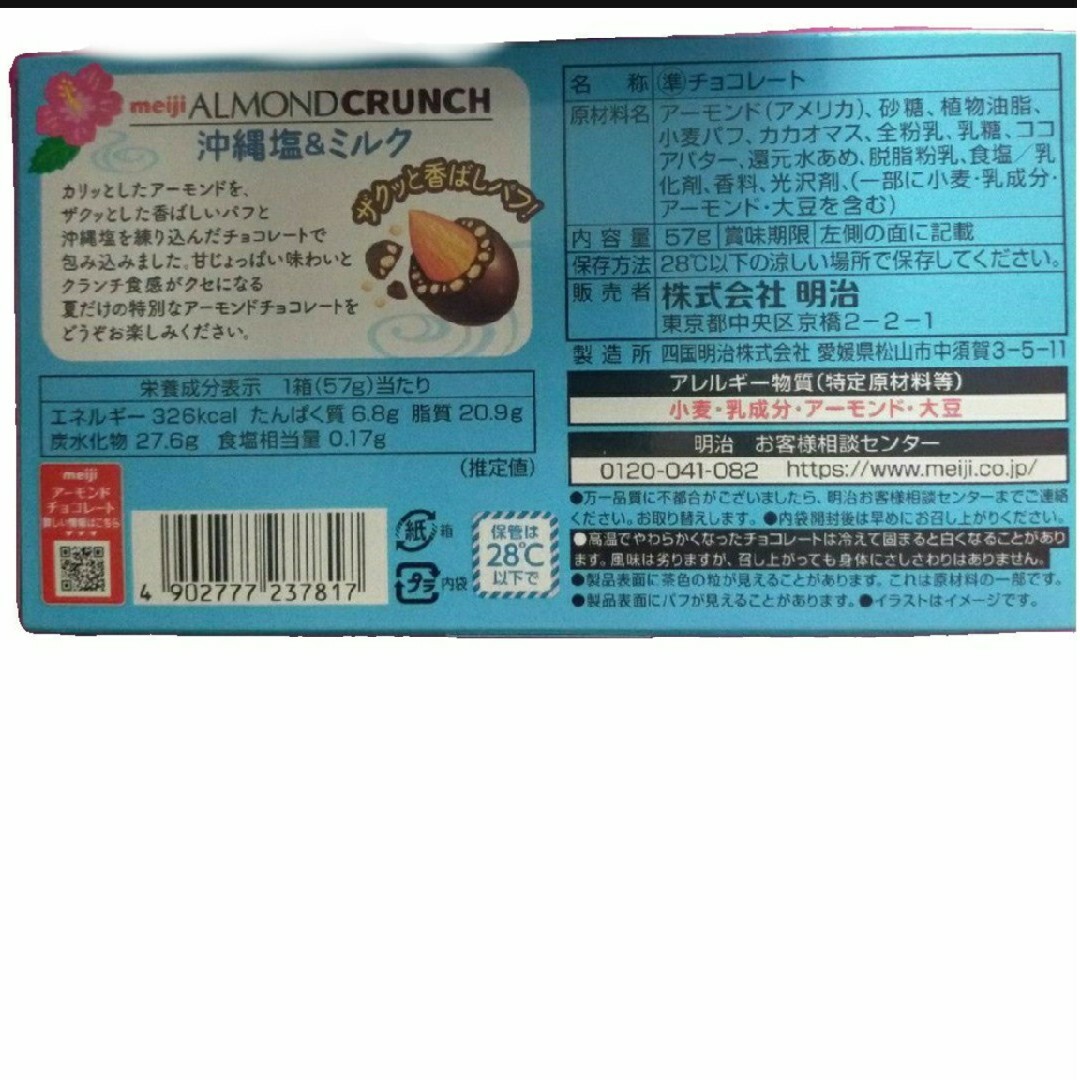 meiji ALMOND CRUNCH
沖縄塩&ミルク
カリッとしたアーモンドを、
ザクッとした香ばしいパフと
沖縄塩を練り込んだチョコレートで
包み込みました。甘じょっぱい味わいと
クランチ食感がクセになる
夏だけの特別なアーモンドチョコレートを
どうぞお楽しみください。
ザクッと香ばしパフ!
栄養成分表示 1箱(57g)当たり
エネルギー 326kcal たんぱく質 6.8g 脂質 20.9g
炭水化物 27.6g 食塩相当量 0.17g
(推定値)
meiji
アーモンド
チョコレート
詳しい情報はこちら
4 902777 237817
紙 箱
プラ 内袋
保管は
28℃
以下で
名称 準チョコレート
原材料名 アーモンド(アメリカ)、砂糖、植物油脂、
小麦パフ、カカオマス、全粉乳、乳糖、ココ
アバター、還元水あめ、脱脂粉乳、食塩/乳
化剤、香料、光沢剤、(一部に小麦・乳成分・
アーモンド・大豆を含む)
内容量 57g 賞味期限 左側の面に記載
保存方法 28℃以下の涼しい場所で保存してください。
販売者 株式会社 明治
東京都中央区京橋2-2-1
製造所 四国明治株式会社 愛媛県松山市中須賀3-5-11
アレルギー物質(特定原材料等)
小麦・乳成分・アーモンド・大豆
明治 お客様相談センター
0120-041-082 https://www.meiji.co.jp/
●万一品質に不都合がございましたら、明治お客様相談センターまでご連絡
ください。お取り替えします。●内袋開封後は早めにお召し上がりください。
●高温でやわらかくなったチョコレートは冷えて固まると白くなることがあり
ます。風味は劣りますが、召し上がっても身体にさしさわりはありません。
●製品表面に茶色の粒が見えることがあります。これは原材料の一部です。
●製品表面にパフが見えることがあります。●イラストはイメージです。